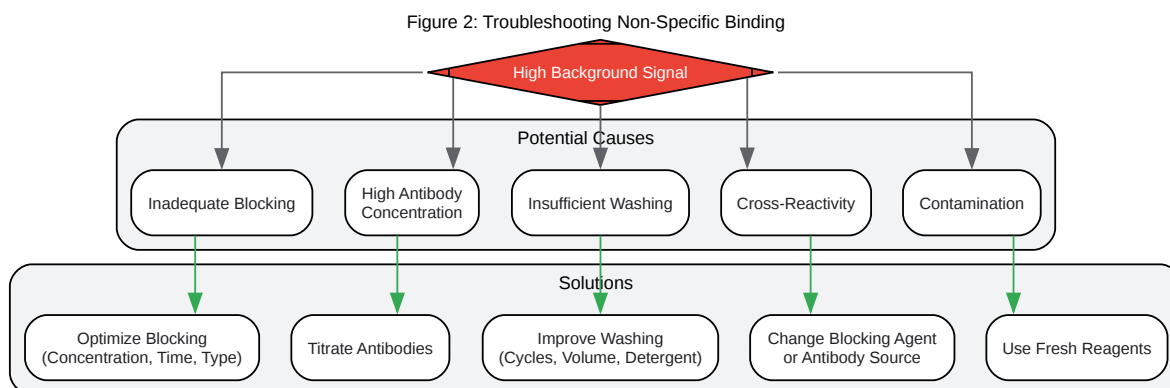 Figure 2: Troubleshooting Non-Specific Binding
High Background Signal
Potential Causes
Inadequate Blocking
High Antibody
Concentration
Insufficient Washing
Cross-Reactivity
Contamination
Solutions
Optimize Blocking
(Concentration, Time, Type)
Titrate Antibodies
Improve Washing
(Cycles, Volume, Detergent)
Change Blocking Agent
or Antibody Source
Use Fresh Reagents